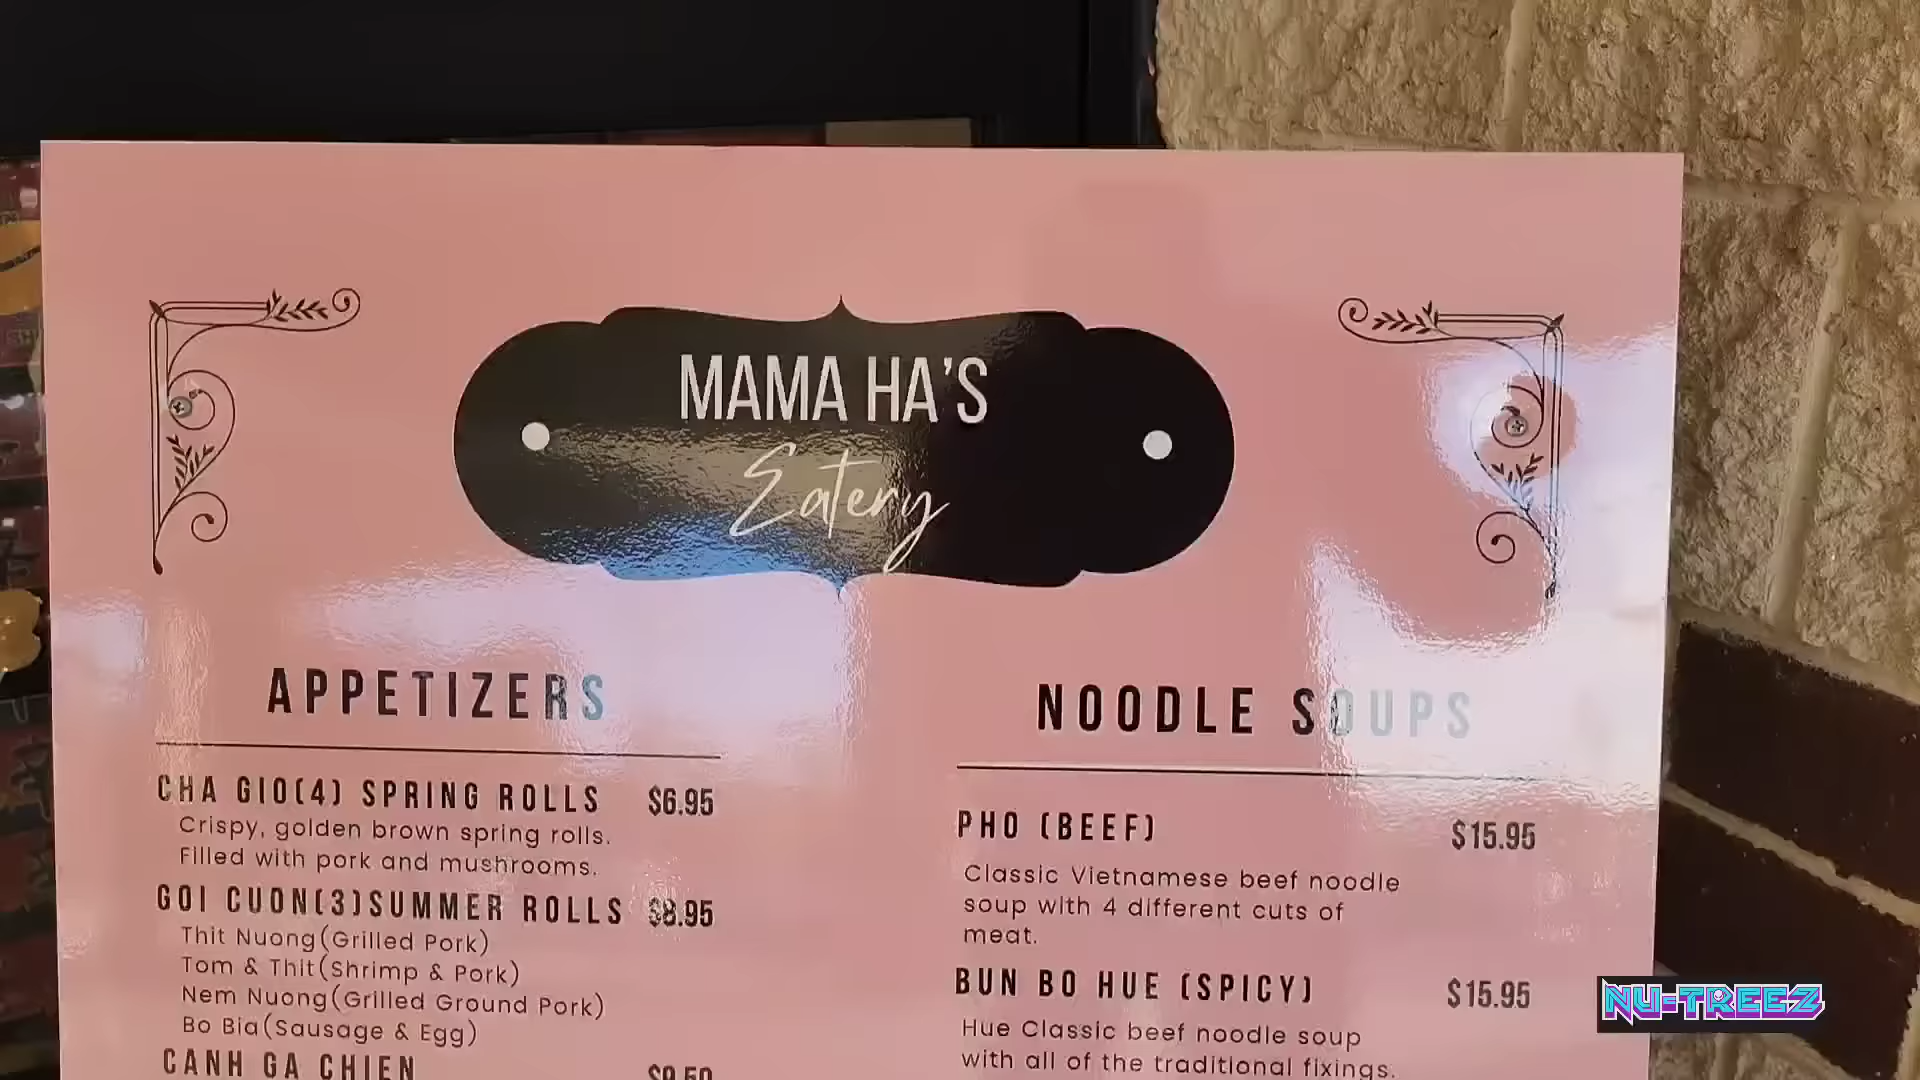 MAMA HA'S
Eatery
APPETIZERS
CHA GIO(4) SPRING ROLLS $6.95
Crispy, golden brown spring rolls.
Filled with pork and mushrooms.
GOI CUON(3)SUMMER ROLLS $8.95
Thit Nuong(Grilled Pork)
Tom & Thit(Shrimp & Pork)
Nem Nuong(Grilled Ground Pork)
Bo Bia(Sausage & Egg)
CANH GA CHIEN $9.50
NOODLE SOUPS
PHO (BEEF) $15.95
Classic Vietnamese beef noodle
soup with 4 different cuts of
meat.
BUN BO HUE (SPICY) $15.95
Hue Classic beef noodle soup
with all of the traditional fixings.
NU-TREEZ